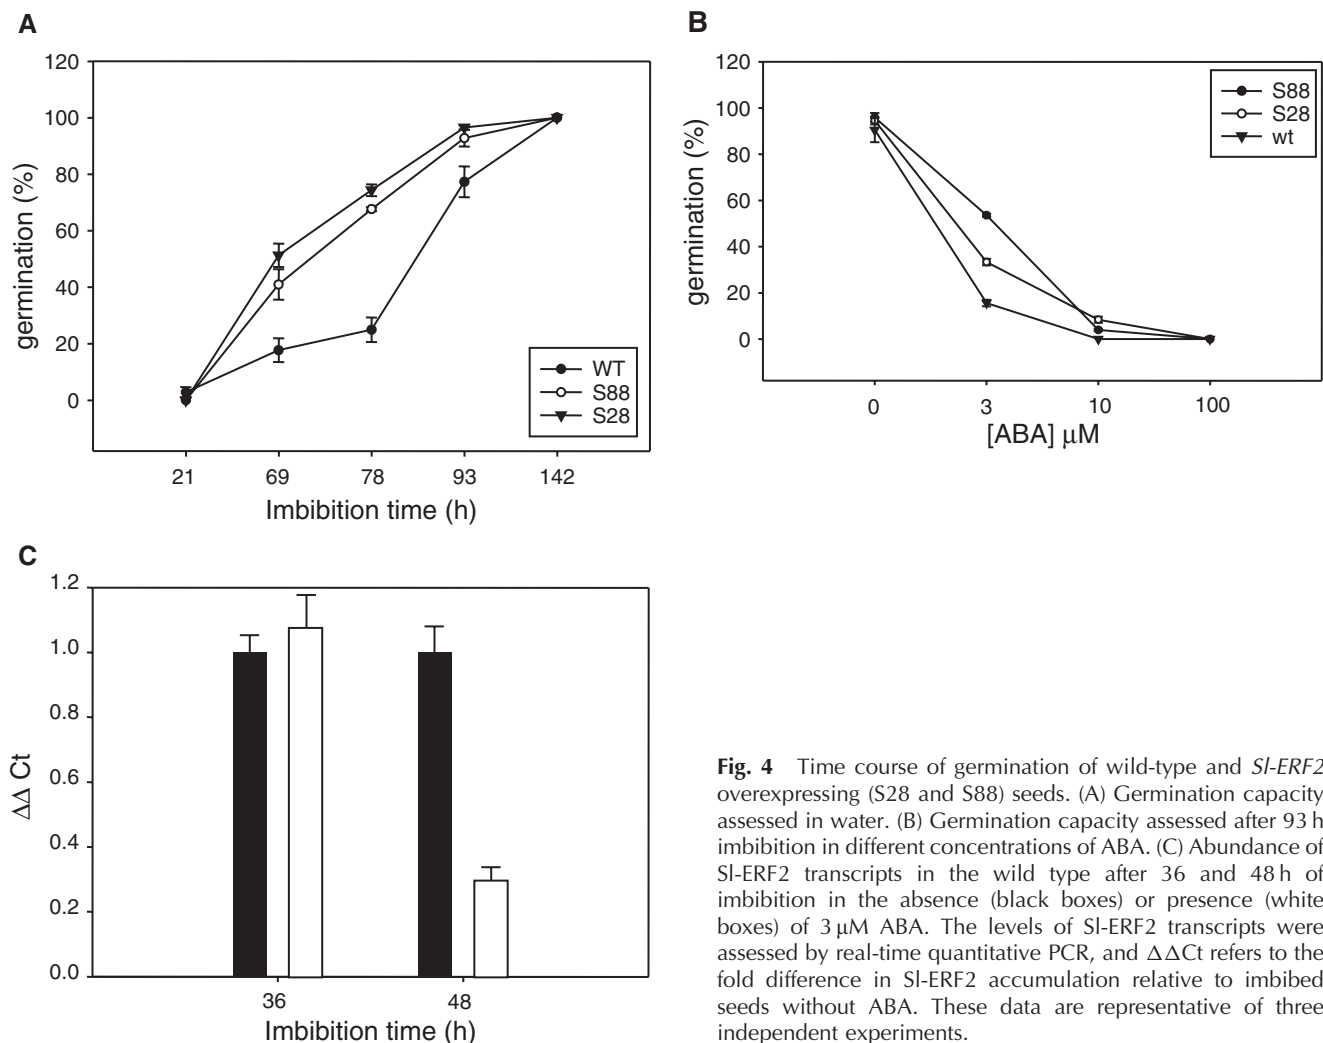 A
120
100
80
60
40
20
0
germination (%)
WT
S88
S28
21 69 78 93 142
Imbibition time (h)
B
120
100
80
60
40
20
0
germination (%)
S88
S28
wt
0 3 10 100
[ABA] μM
C
1.2
1.0
0.8
0.6
0.4
0.2
0.0
ΔΔ Ct
36 48
Imbibition time (h)
Fig. 4 Time course of germination of wild-type and Sl-ERF2
overexpressing (S28 and S88) seeds. (A) Germination capacity
assessed in water. (B) Germination capacity assessed after 93 h
imbibition in different concentrations of ABA. (C) Abundance of
Sl-ERF2 transcripts in the wild type after 36 and 48 h of
imbibition in the absence (black boxes) or presence (white
boxes) of 3 μM ABA. The levels of Sl-ERF2 transcripts were
assessed by real-time quantitative PCR, and ΔΔCt refers to the
fold difference in Sl-ERF2 accumulation relative to imbibed
seeds without ABA. These data are representative of three
independent experiments.